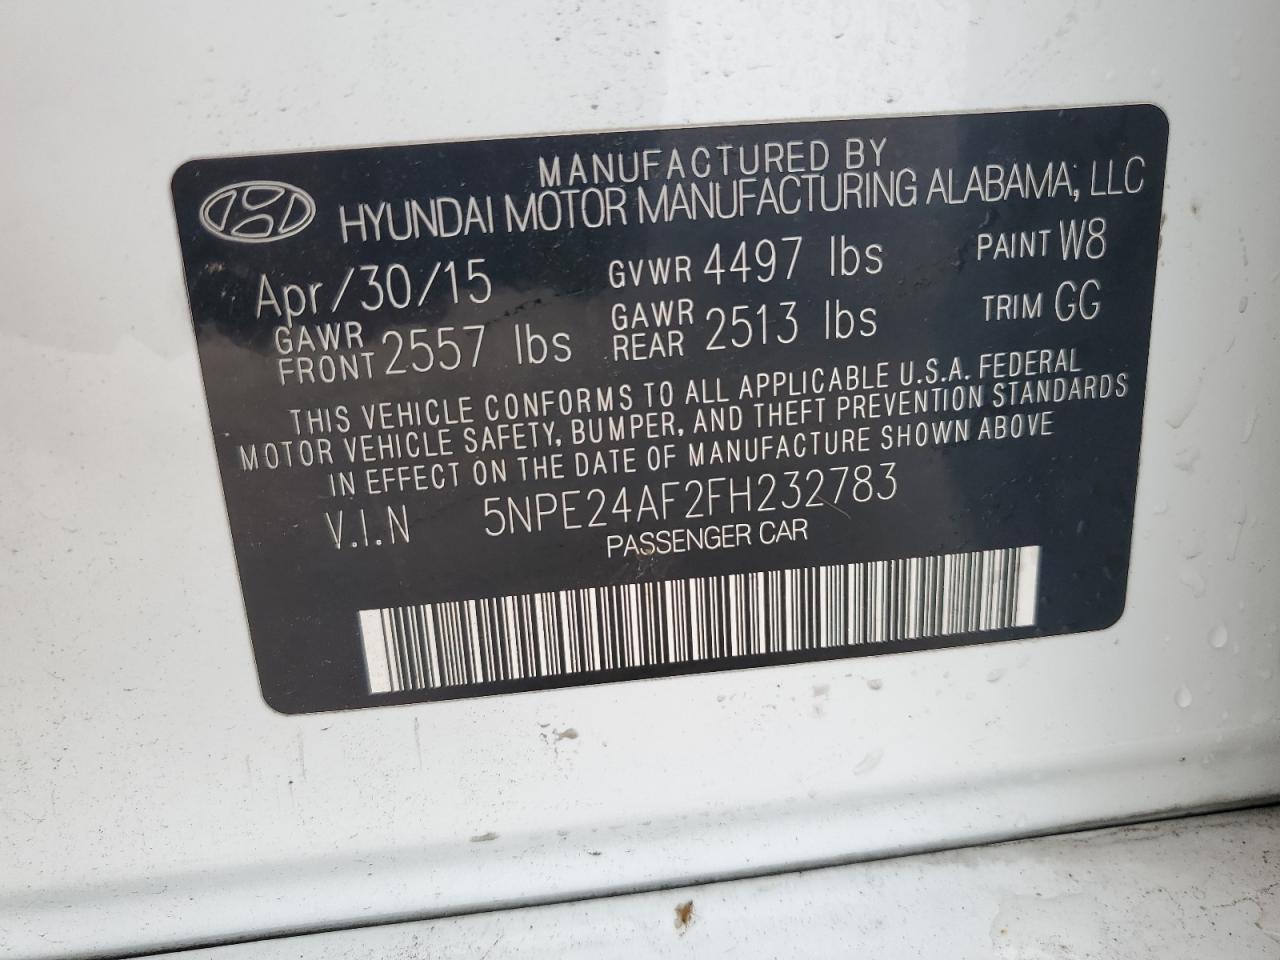 MANUFACTURED BY
HYUNDAI MOTOR MANUFACTURING ALABAMA, LLC
Apr/30/15 GVWR 4497 lbs PAINT W8
GAWR FRONT 2557 lbs GAWR REAR 2513 lbs TRIM GG
THIS VEHICLE CONFORMS TO ALL APPLICABLE U.S.A. FEDERAL
MOTOR VEHICLE SAFETY, BUMPER, AND THEFT PREVENTION STANDARDS
IN EFFECT ON THE DATE OF MANUFACTURE SHOWN ABOVE
V.I.N 5NPE24AF2FH232783
PASSENGER CAR